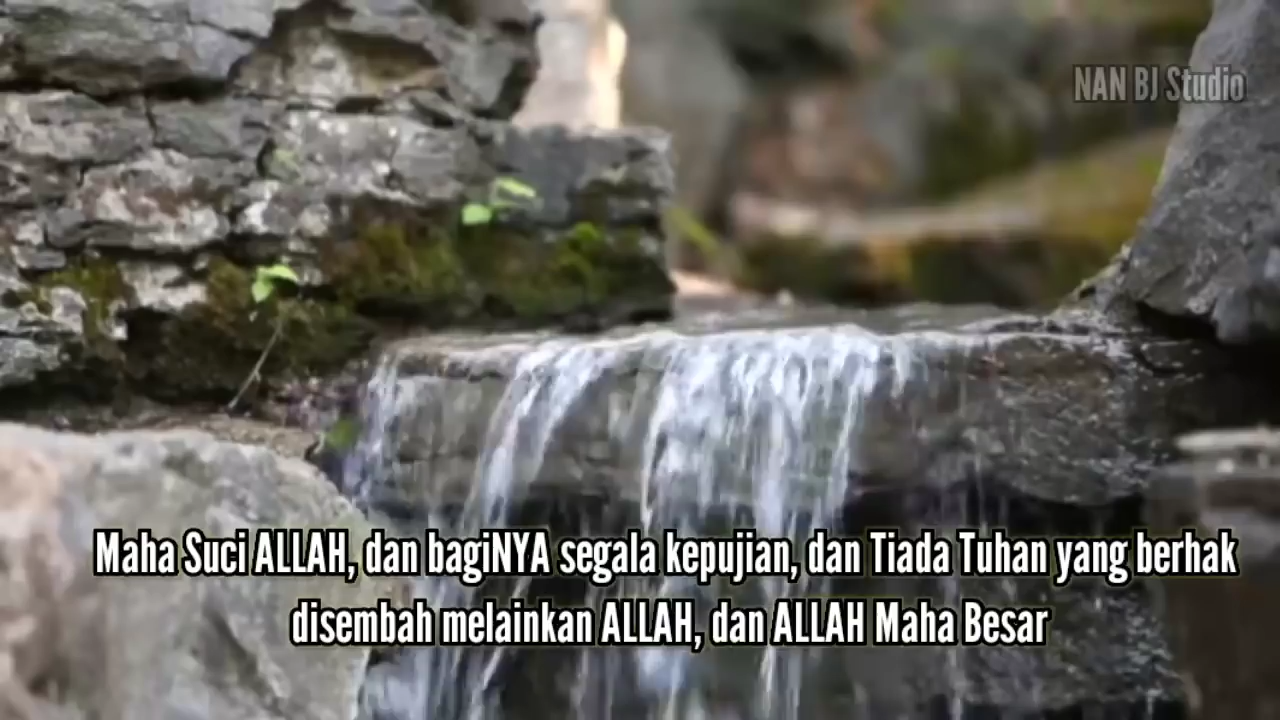 NAN BJ Studio
Maha Suci ALLAH, dan bagiNYA segala kepujian, dan Tiada Tuhan yang berhak
disembah melainkan ALLAH, dan ALLAH Maha Besar